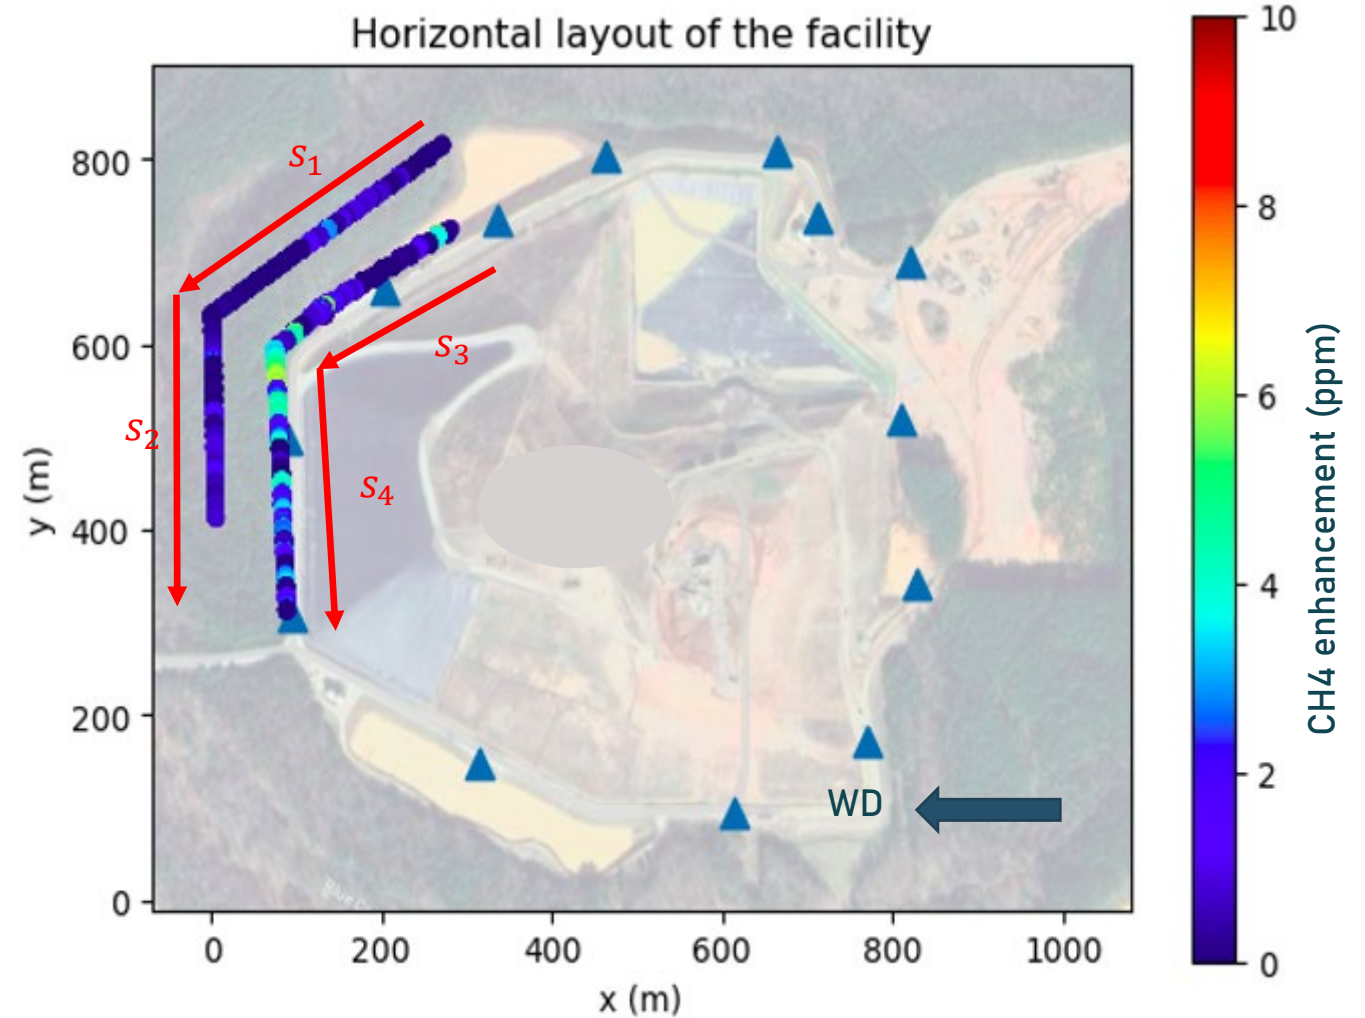 Horizontal layout of the facility
10
8
6
4
2
0
CH4 enhancement (ppm)
800
600
400
200
0
y (m)
0
200
400
600
800
1000
x (m)
S₁
S₂
S₃
S₄
WD